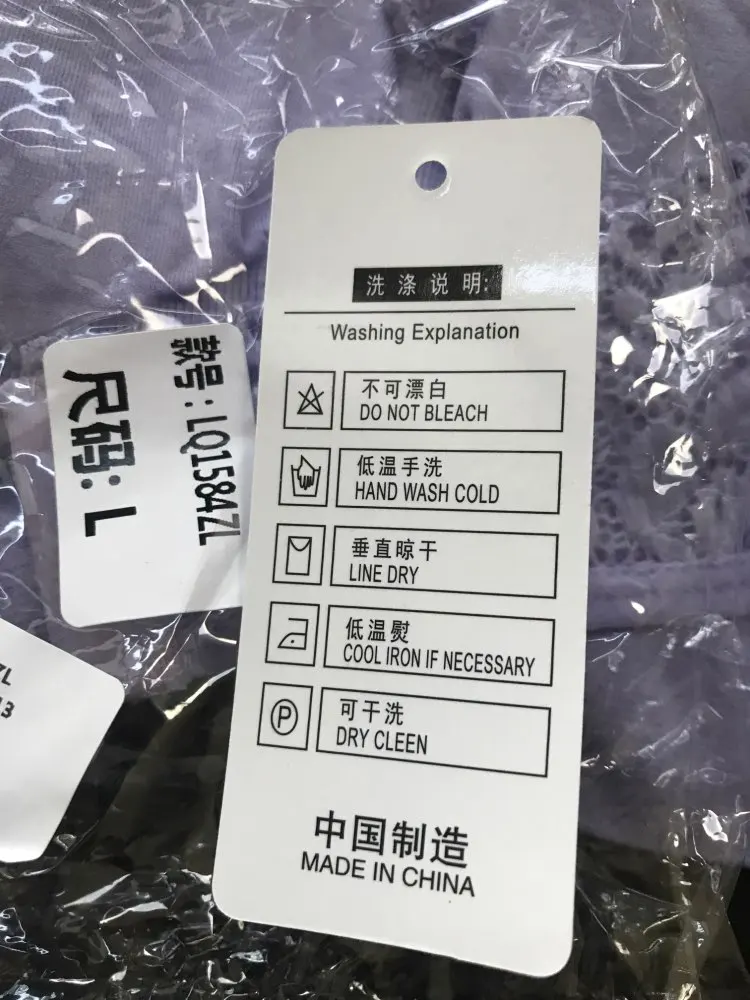 洗涤说明:
Washing Explanation
不可漂白
DO NOT BLEACH
低温手洗
HAND WASH COLD
垂直晾干
LINE DRY
低温熨
COOL IRON IF NECESSARY
P
可干洗
DRY CLEEN
中国制造
MADE IN CHINA
款号:LQ1584ZL
尺码:L
ZL
13